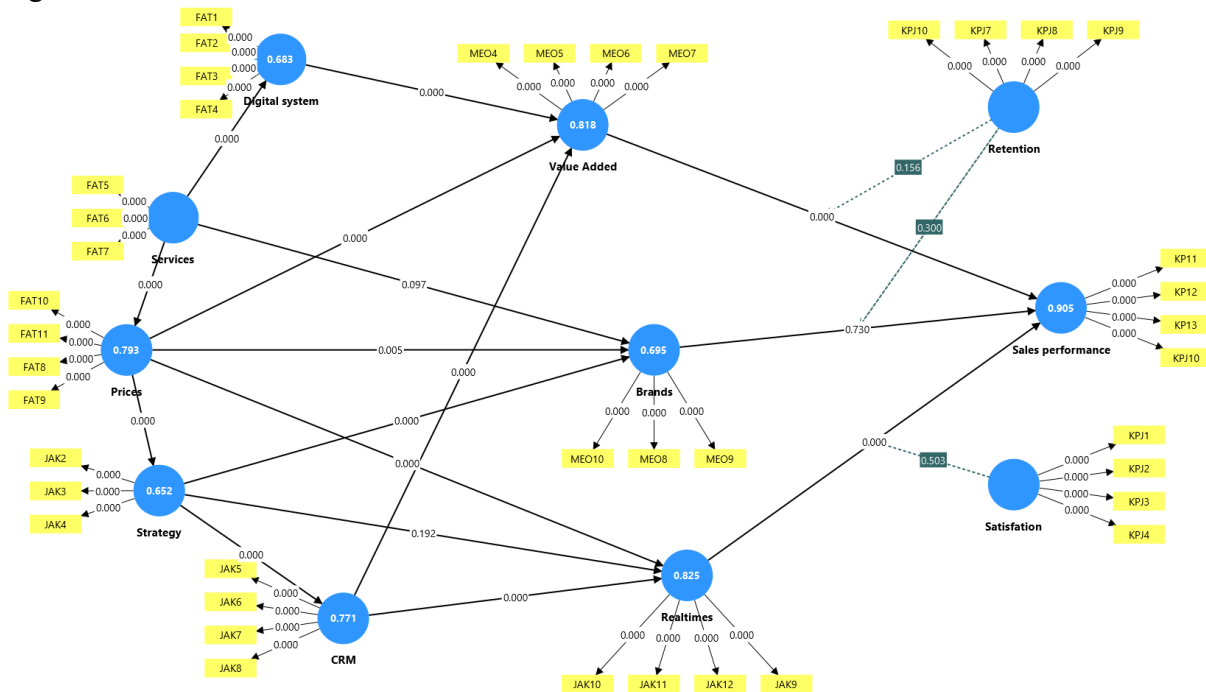 FAT1
0.000
FAT2
0.000
0.683
0.000
FAT3
0.000
FAT4
Digital system
KPJ10
KPJ7
KPJ8
KPJ9
0.000
0.000
0.000
0.000
Retention
MEO4
MEO5
MEO6
MEO7
0.000
0.000
0.000
0.000
0.818
Value Added
0.000
0.000
0.156
0.300
0.000
FAT5
0.000
FAT6
0.000
0.000
FAT7
Services
0.000
0.097
0.000
FAT10
0.000
FAT11
0.000
FAT8
0.000
FAT9
0.000
0.793
Prices
0.005
0.695
Brands
0.000
0.000
0.000
MEO10
MEO8
MEO9
0.730
KP11
0.000
KP12
0.000
0.905
0.000
KP13
0.000
KPJ10
Sales performance
0.000
0.000
0.000
0.000
JAK2
0.000
JAK3
0.000
JAK4
0.000
0.652
Strategy
0.000
0.192
0.000
0.503
KPJ1
0.000
KPJ2
0.000
KPJ3
0.000
KPJ4
0.000
Satisfation
JAK5
0.000
JAK6
0.000
JAK7
0.000
JAK8
0.000
0.771
CRM
0.000
0.825
Realtimes
0.000
0.000
0.000
0.000
JAK10
JAK11
JAK12
JAK9